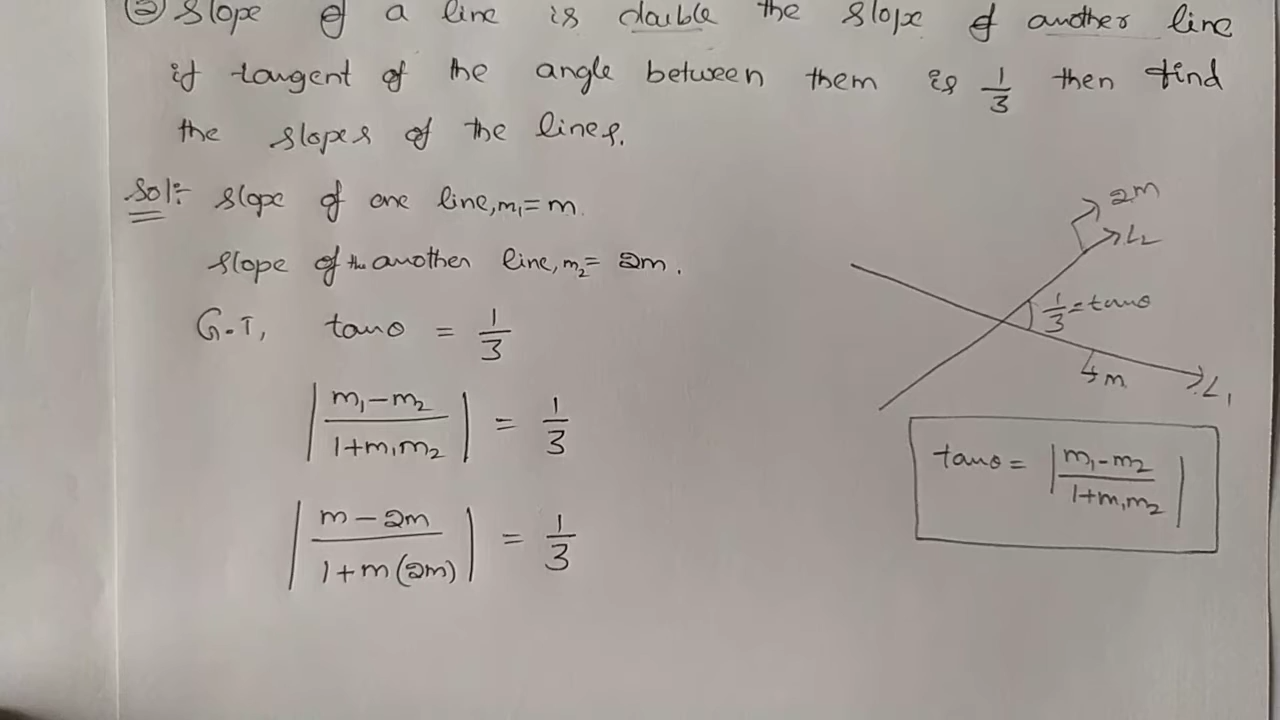 ② Slope of a line is double the slope of another line
if tangent of the angle between them is 1/3 then find
the slopes of the lines.
Sol:- Slope of one line, m₁ = m.
Slope of the another line, m₂ = 2m.
G.T, tanθ = 1/3
|m₁-m₂ / 1+m₁m₂| = 1/3
|m-2m / 1+m(2m)| = 1/3
2m
L₂
1/3 = tanθ
m
L₁
tanθ = |m₁-m₂ / 1+m₁m₂|